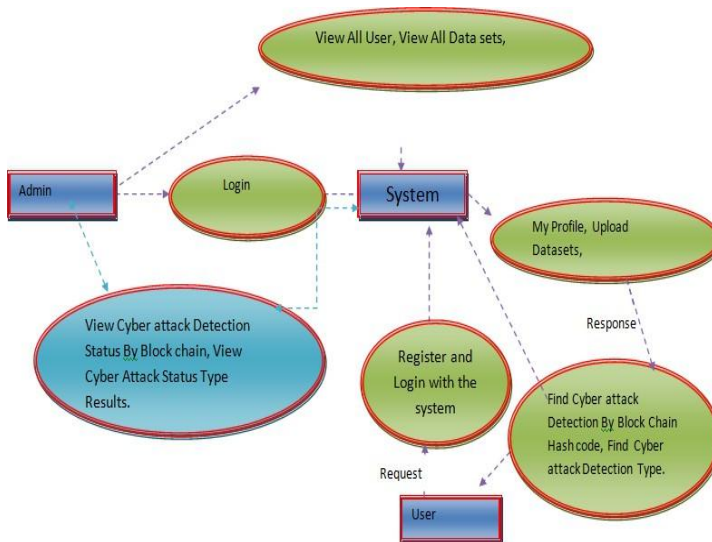 View All User, View All Data sets,
Admin
Login
System
My Profile, Upload
Datasets,
View Cyber attack Detection
Status By Block chain, View
Cyber Attack Status Type
Results.
Response
Register and
Login with the
system
Find Cyber attack
Detection By Block Chain
Hash code, Find Cyber
attack Detection Type.
Request
User